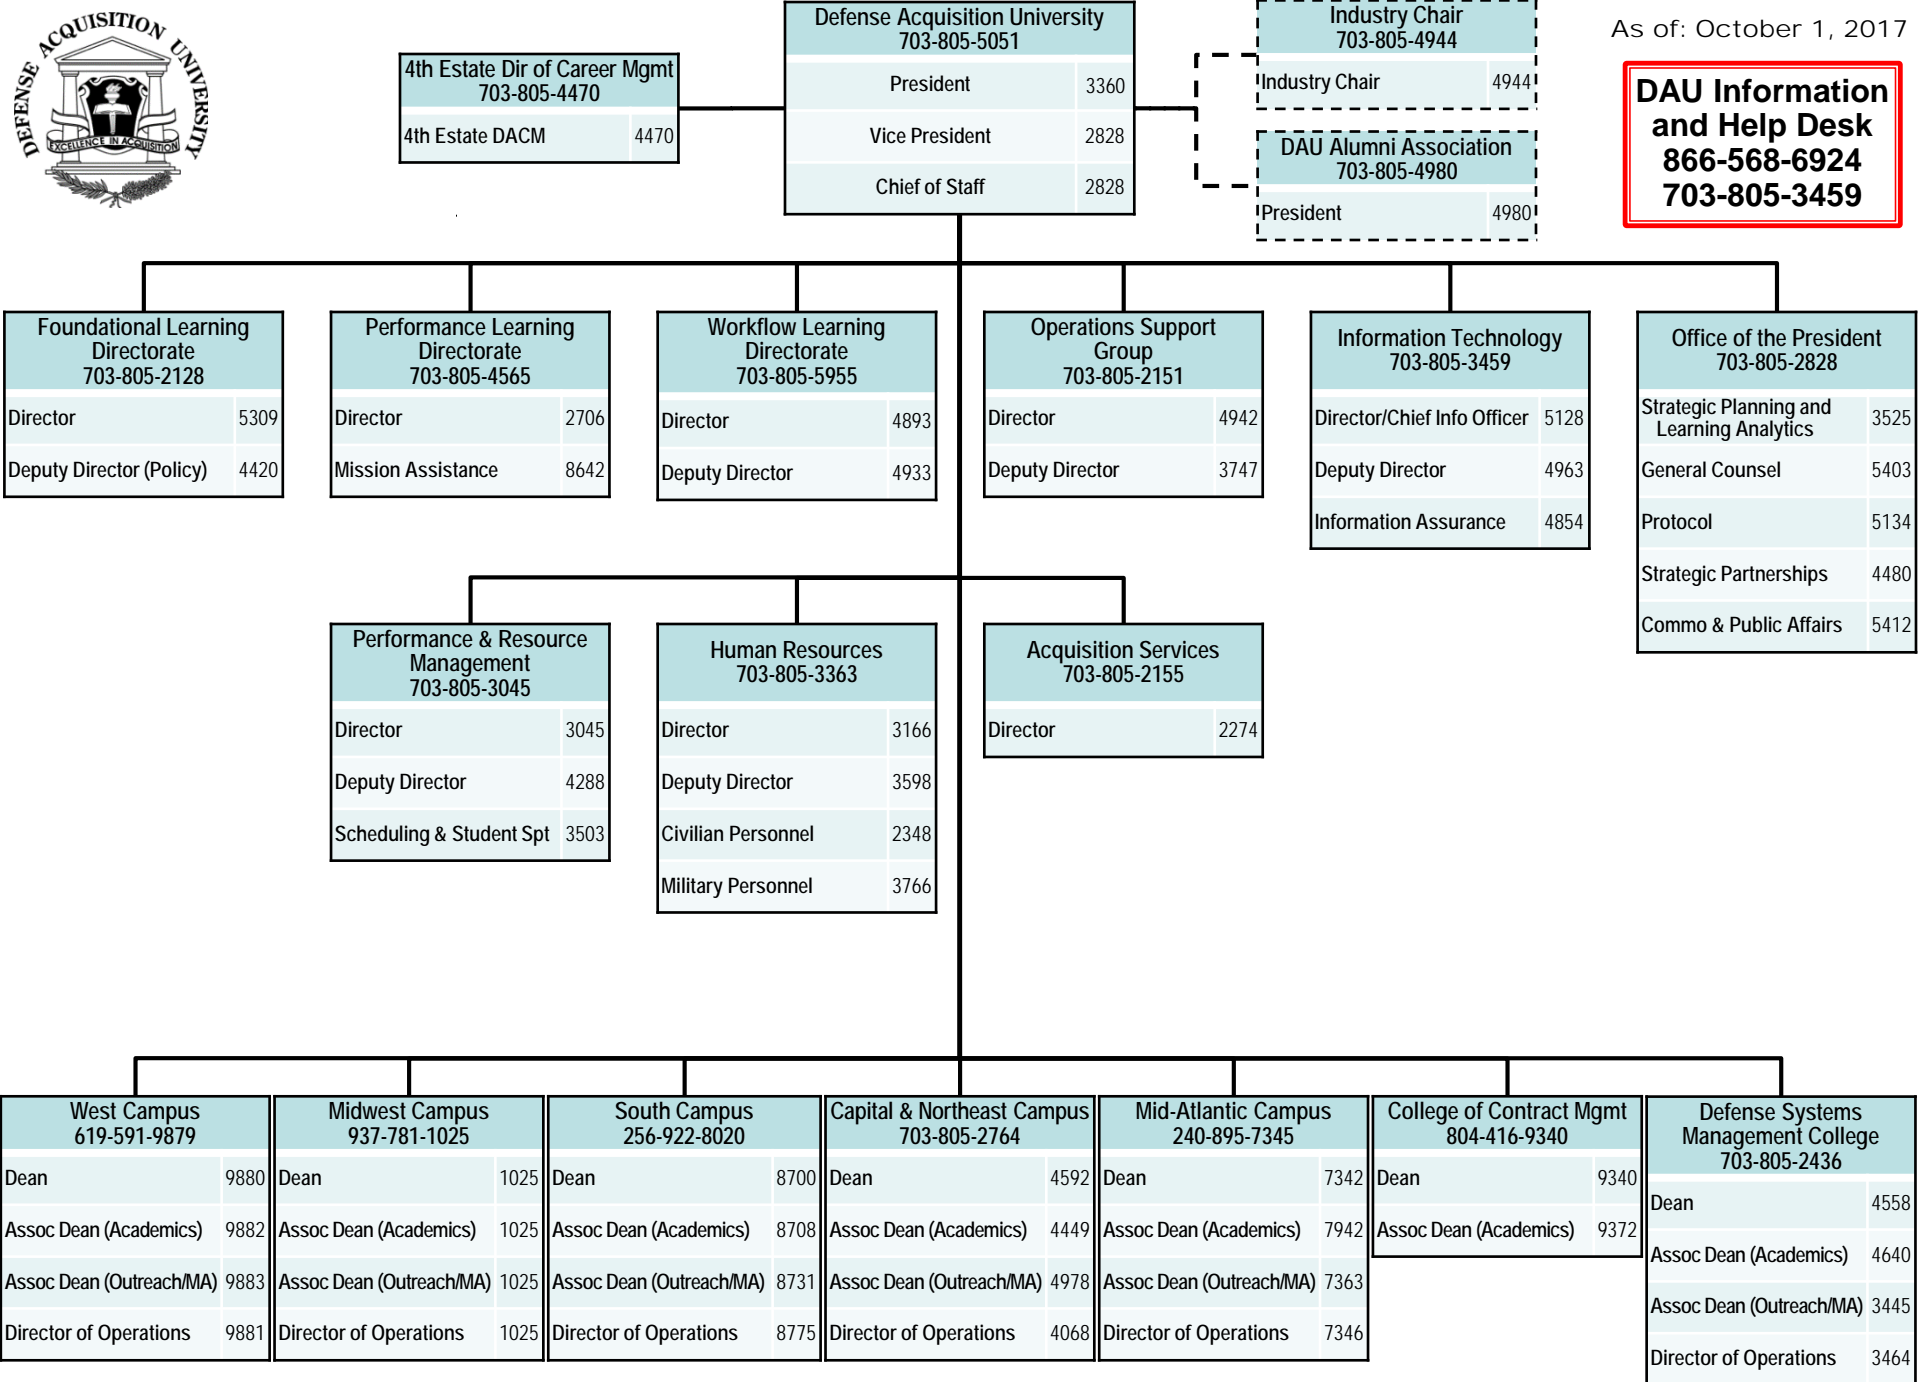 DEFENSE ACQUISITION UNIVERSITY
EXCELLENCE IN ACQUISITION
4th Estate Dir of Career Mgmt
703-805-4470
4th Estate DACM 4470
Defense Acquisition University
703-805-5051
President 3360
Vice President 2828
Chief of Staff 2828
Industry Chair
703-805-4944
Industry Chair 4944
DAU Alumni Association
703-805-4980
President 4980
As of: October 1, 2017
DAU Information
and Help Desk
866-568-6924
703-805-3459
Foundational Learning
Directorate
703-805-2128
Director 5309
Deputy Director (Policy) 4420
Performance Learning
Directorate
703-805-4565
Director 2706
Mission Assistance 8642
Workflow Learning
Directorate
703-805-5955
Director 4893
Deputy Director 4933
Operations Support
Group
703-805-2151
Director 4942
Deputy Director 3747
Information Technology
703-805-3459
Director/Chief Info Officer 5128
Deputy Director 4963
Information Assurance 4854
Office of the President
703-805-2828
Strategic Planning and
Learning Analytics 3525
General Counsel 5403
Protocol 5134
Strategic Partnerships 4480
Commo & Public Affairs 5412
Performance & Resource
Management
703-805-3045
Director 3045
Deputy Director 4288
Scheduling & Student Spt 3503
Human Resources
703-805-3363
Director 3166
Deputy Director 3598
Civilian Personnel 2348
Military Personnel 3766
Acquisition Services
703-805-2155
Director 2274
West Campus
619-591-9879
Dean 9880
Assoc Dean (Academics) 9882
Assoc Dean (Outreach/MA) 9883
Director of Operations 9881
Midwest Campus
937-781-1025
Dean 1025
Assoc Dean (Academics) 1025
Assoc Dean (Outreach/MA) 1025
Director of Operations 1025
South Campus
256-922-8020
Dean 8700
Assoc Dean (Academics) 8708
Assoc Dean (Outreach/MA) 8731
Director of Operations 8775
Capital & Northeast Campus
703-805-2764
Dean 4592
Assoc Dean (Academics) 4449
Assoc Dean (Outreach/MA) 4978
Director of Operations 4068
Mid-Atlantic Campus
240-895-7345
Dean 7342
Assoc Dean (Academics) 7942
Assoc Dean (Outreach/MA) 7363
Director of Operations 7346
College of Contract Mgmt
804-416-9340
Dean 9340
Assoc Dean (Academics) 9372
Defense Systems
Management College
703-805-2436
Dean 4558
Assoc Dean (Academics) 4640
Assoc Dean (Outreach/MA) 3445
Director of Operations 3464